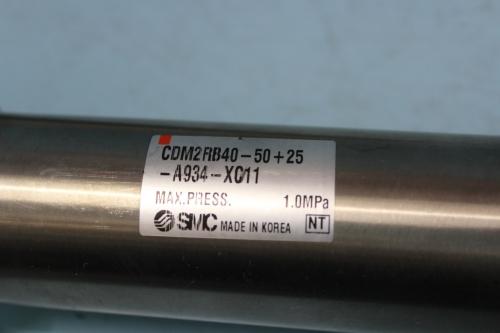 CDM2RB40-50+25
-A934-XC11
MAX.PRESS. 1.0MPa
SMC MADE IN KOREA NT